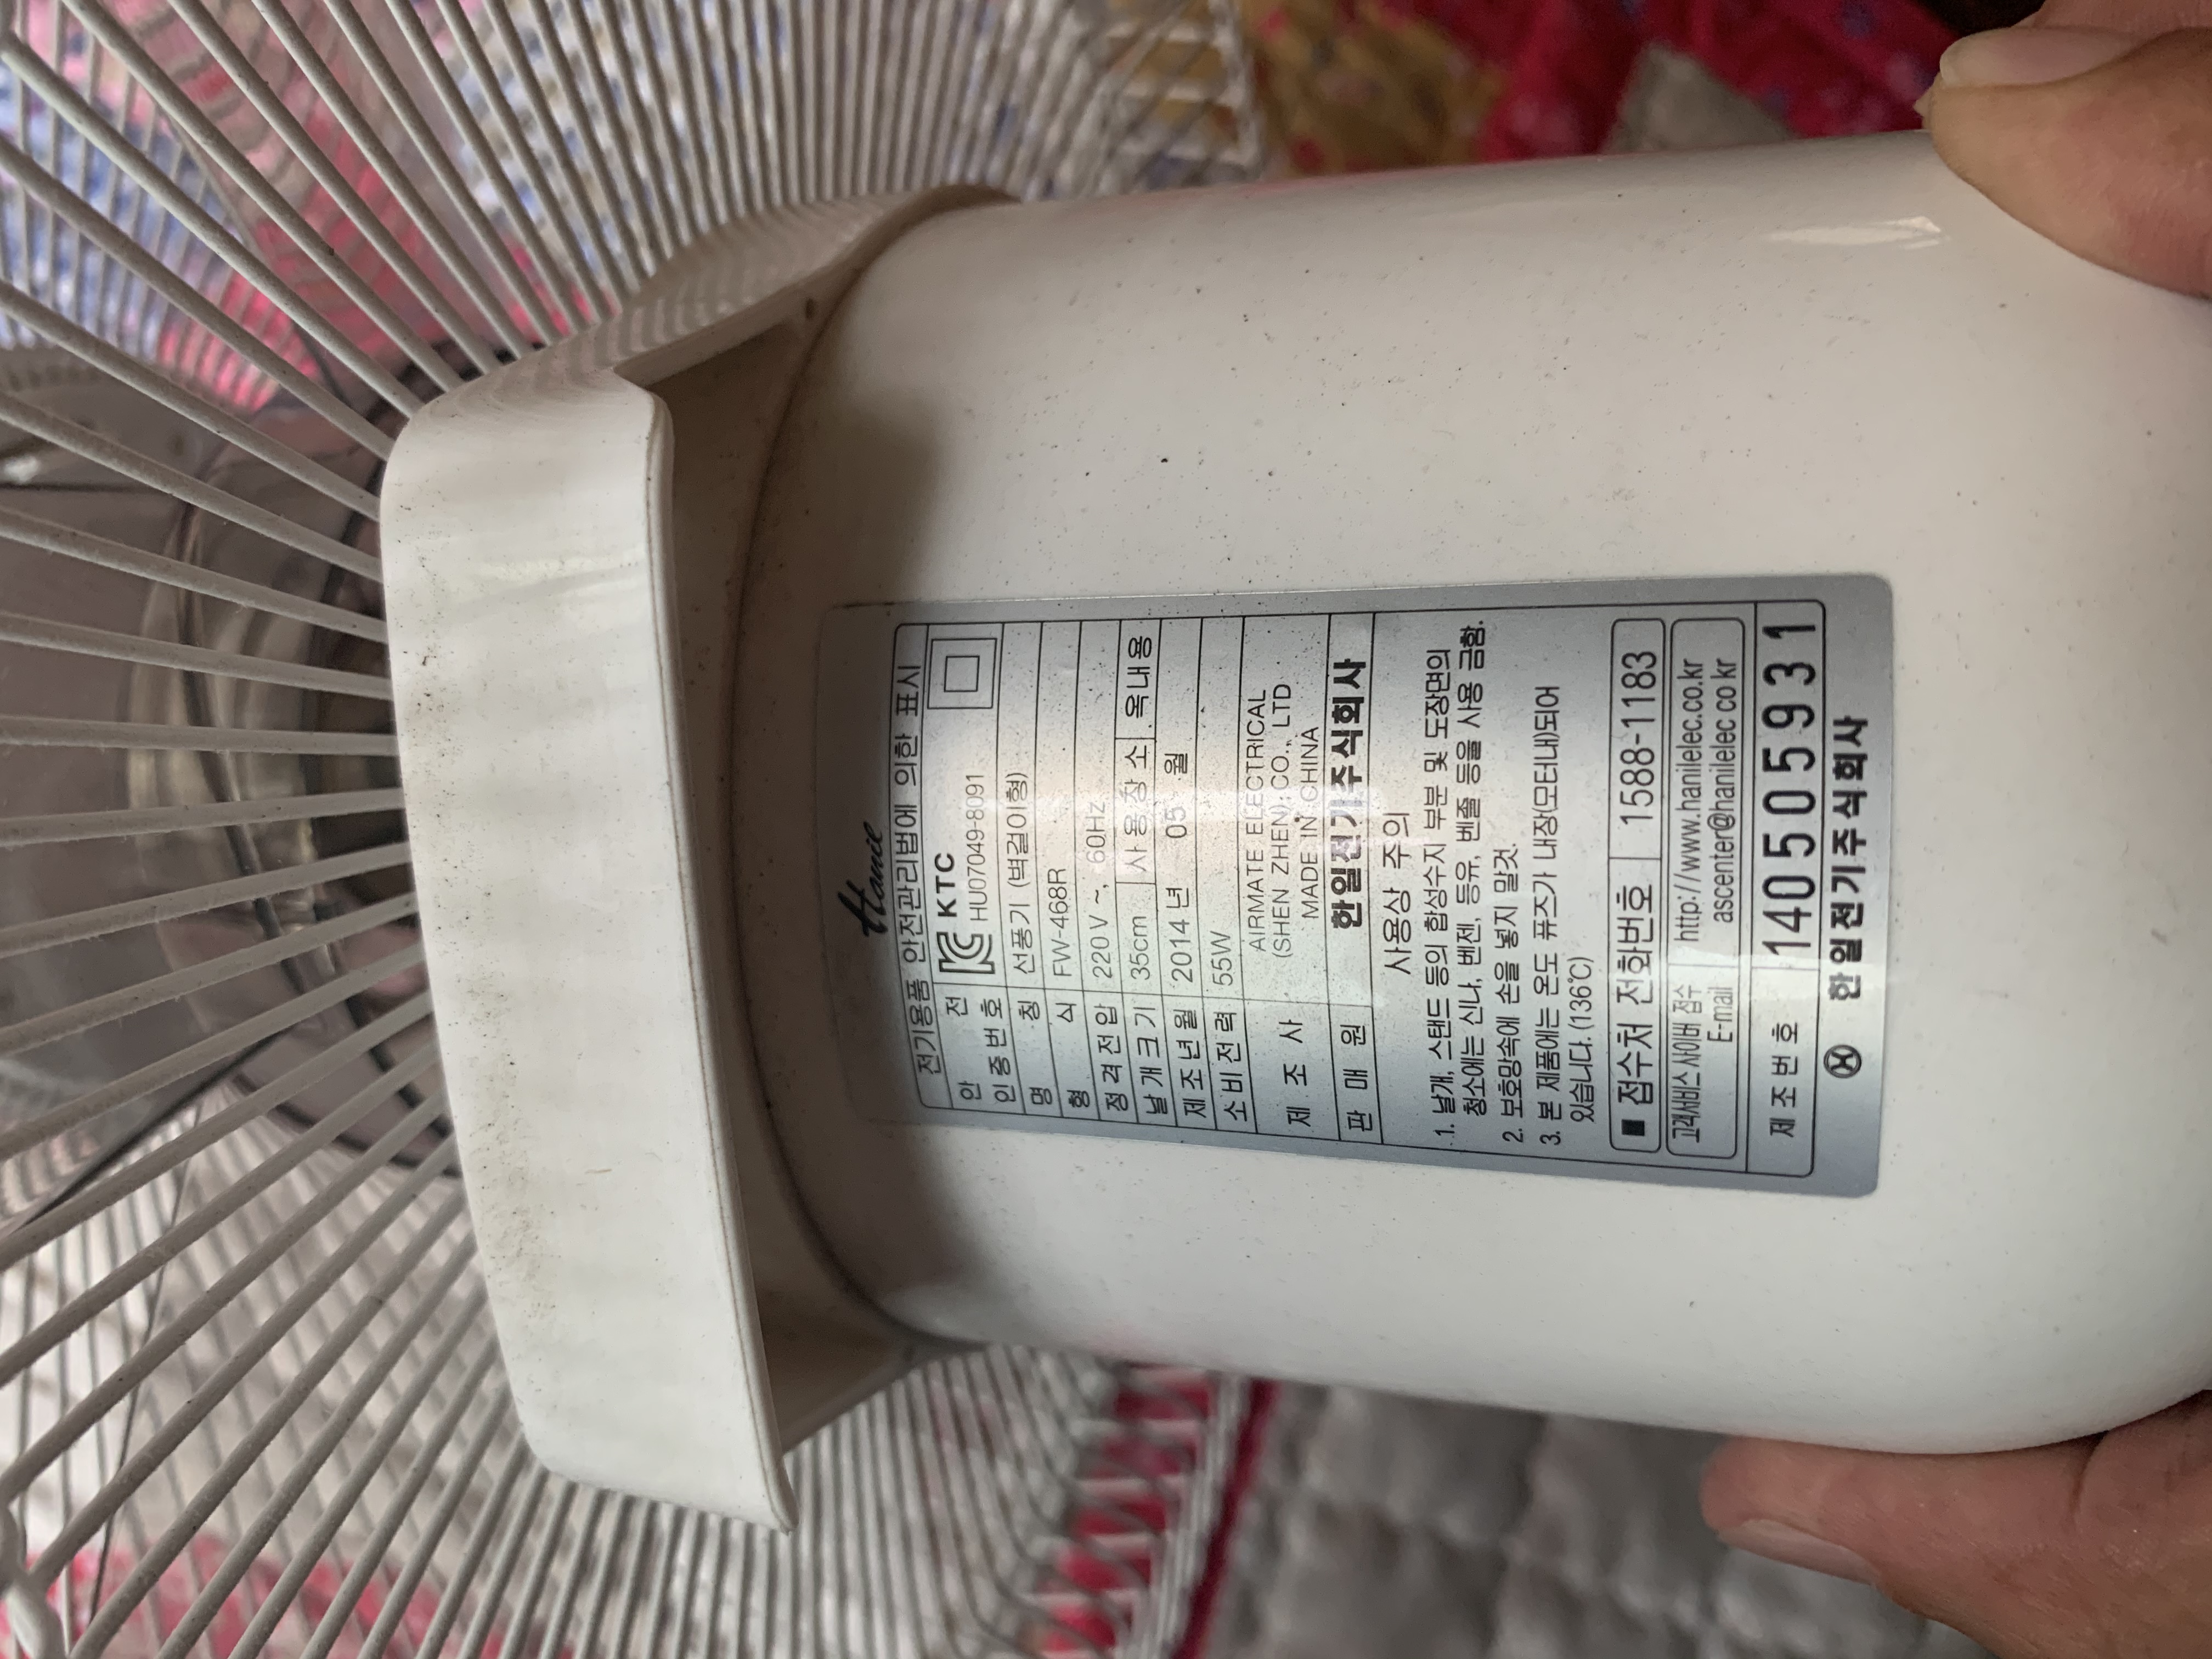 Hanie
전기용품 안전관리법에 의한 표시
안전인증번호 KC KTC HU07049-8091
명칭 선풍기 (벽걸이형)
형식 FW-468R
정격전압 220V ~, 60Hz
날개크기 35cm 사용장소 옥내용
제조년월 2014년 05월
소비전력 55W
제조사 AIRMATE ELECTRICAL
(SHEN ZHEN) CO., LTD
MADE IN CHINA
판매원 한일전기주식회사
사용상 주의
1. 날개, 스탠드 등의 합성수지 부분 및 도장면의
청소에는 신나, 벤젠, 등유, 벤졸 등을 사용 금함.
2. 보호망속에 손을 넣지 말것.
3. 본 제품에는 온도 퓨즈가 내장(모터내)되어
있습니다. (136℃)
■ 접수처 전화번호 1588-1183
고객서비스 사이버 접수 http://www.hanilelec.co.kr
E-mail ascenter@hanilelec co kr
제조번호 140505931
한일전기주식회사